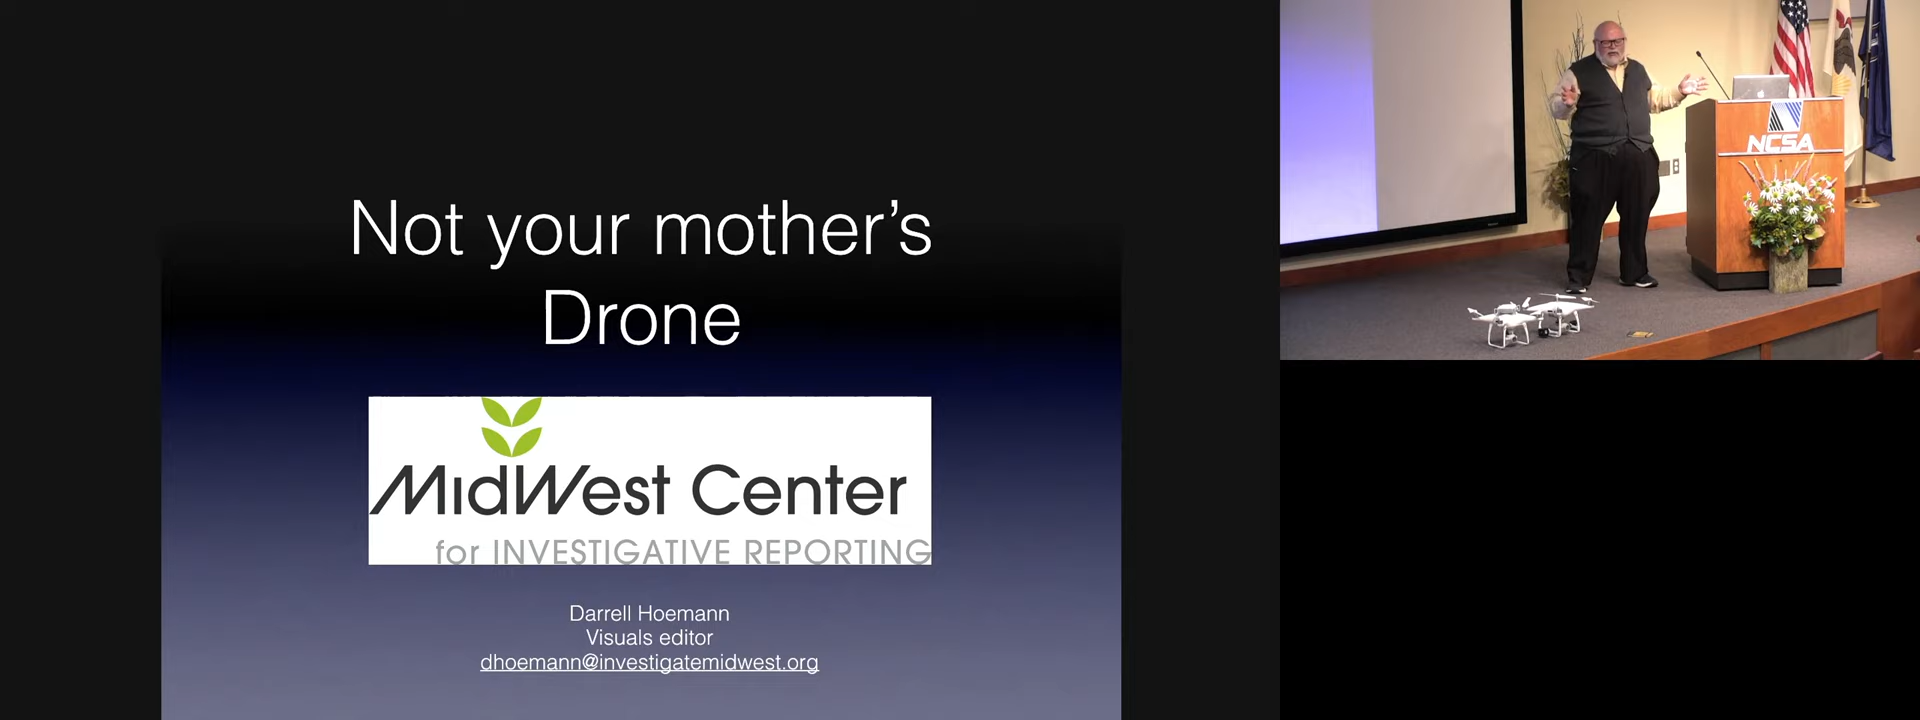 Not your mother’s
Drone
MidWest Center
for INVESTIGATIVE REPORTING
Darrell Hoemann
Visuals editor
dhoemann@investigatemidwest.org
NCSA